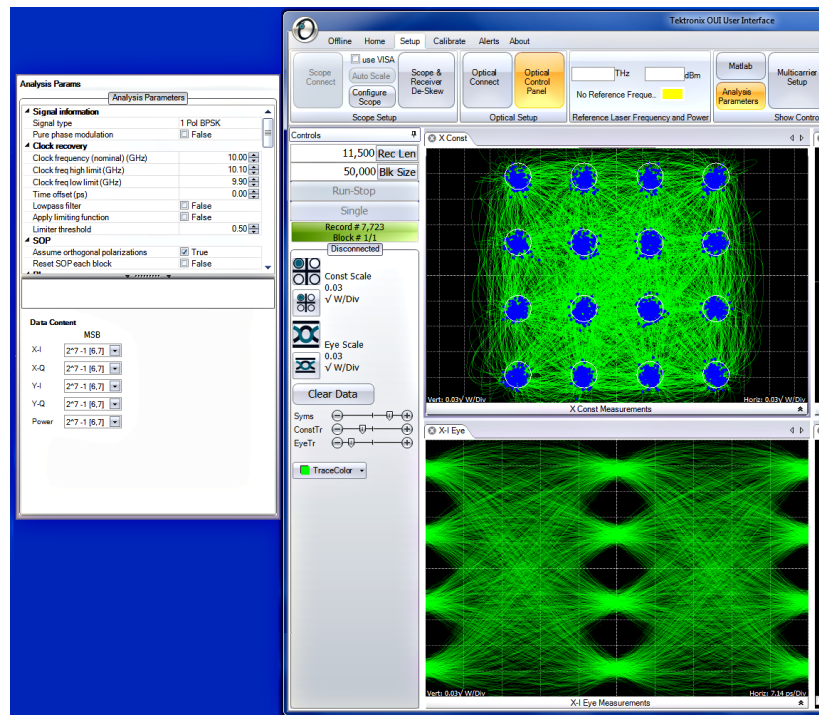 Tektronix OUI User Interface
Offline Home Setup Calibrate Alerts About
Scope Connect
use VISA
Auto Scale
Configure Scope
Scope & Receiver De-Skew
Scope Setup
Optical Connect
Optical Control Panel
Optical Setup
THz dBm
No Reference Freque..
Reference Laser Frequency and Power
Matlab
Analysis Parameters
Multicarrier Setup
Show Contro
Analysis Params
Analysis Parameters
Signal information
Signal type 1 Pol BPSK
Pure phase modulation False
Clock recovery
Clock frequency (nominal) (GHz) 10.00
Clock freq high limit (GHz) 10.10
Clock freq low limit (GHz) 9.90
Time offset (ps) 0.00
Lowpass filter False
Apply limiting function False
Limiter threshold 0.50
SOP
Assume orthogonal polarizations True
Reset SOP each block False
Data Content
MSB
X-I 2^7 -1 [6,7]
X-Q 2^7 -1 [6,7]
Y-I 2^7 -1 [6,7]
Y-Q 2^7 -1 [6,7]
Power 2^7 -1 [6,7]
Controls
11,500 Rec Len
50,000 Blk Size
Run-Stop
Single
Record # 7,723
Block # 1/1
Disconnected
Const Scale
0.03
√ W/Div
Eye Scale
0.03
√ W/Div
Clear Data
Syms
ConstTr
EyeTr
TraceColor
X Const
Vert: 0.03√ W/Div Horiz: 0.03√ W/Div
X Const Measurements
X-I Eye
Vert: 0.03√ W/Div Horiz: 7.14 ps/Div
X-I Eye Measurements